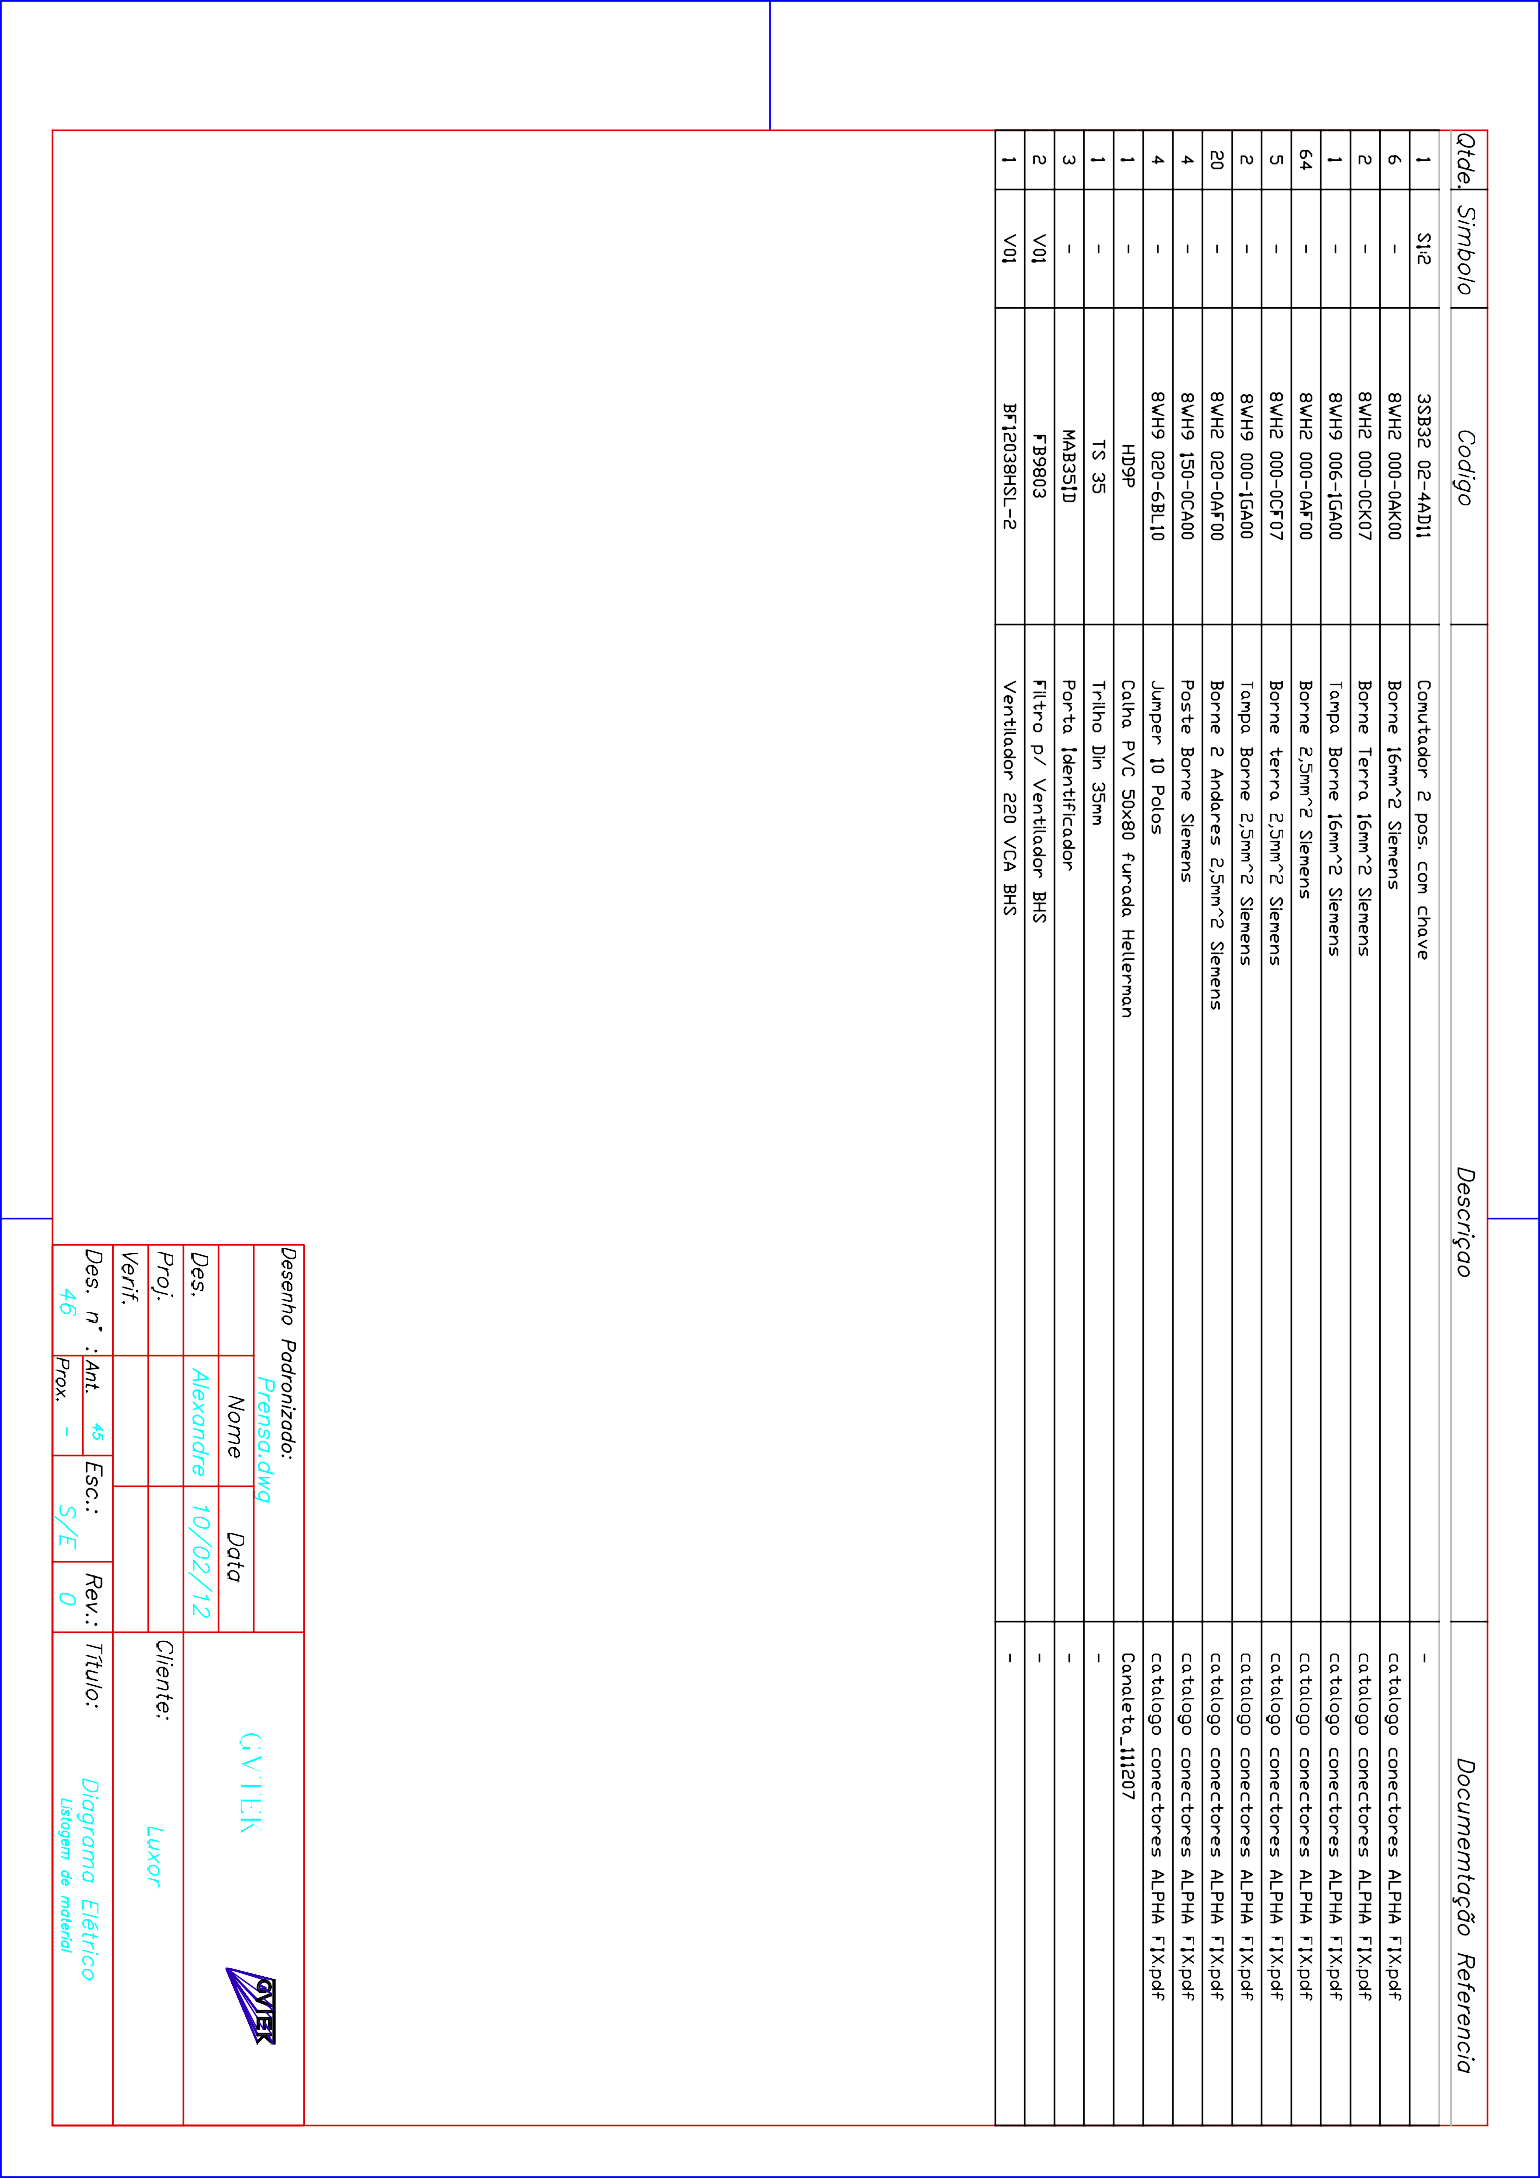 Qtde. Simbolo Codigo Descriçao Documemtação Referencia
1 S1:2 3SB32 02-4AD11 Comutador 2 pos. com chave -
6 - 8WH2 000-0AK00 Borne 16mm^2 Siemens catalogo conectores ALPHA FIX.pdf
2 - 8WH2 000-0CK07 Borne Terra 16mm^2 Siemens catalogo conectores ALPHA FIX.pdf
1 - 8WH9 006-1GA00 Tampa Borne 16mm^2 Siemens catalogo conectores ALPHA FIX.pdf
64 - 8WH2 000-0AF00 Borne 2,5mm^2 Siemens catalogo conectores ALPHA FIX.pdf
5 - 8WH2 000-0CF07 Borne terra 2,5mm^2 Siemens catalogo conectores ALPHA FIX.pdf
2 - 8WH9 000-1GA00 Tampa Borne 2,5mm^2 Siemens catalogo conectores ALPHA FIX.pdf
20 - 8WH2 020-0AF00 Borne 2 Andares 2,5mm^2 Siemens catalogo conectores ALPHA FIX.pdf
4 - 8WH9 150-0CA00 Poste Borne Siemens catalogo conectores ALPHA FIX.pdf
4 - 8WH9 020-6BL10 Jumper 10 Polos catalogo conectores ALPHA FIX.pdf
1 - HD9P Calha PVC 50x80 furada Hellerman Canaleta_111207
1 - TS 35 Trilho Din 35mm -
3 - MAB351D Porta Identificador -
2 V01 FB9803 Filtro p/ Ventilador BHS -
1 V01 BF12038HSL-2 Ventilador 220 VCA BHS -
Desenho Padronizado:
Prensa.dwg
Nome Data
Des. Alexandre 10/02/12
Proj.
Verif.
GVTEK
GVTEK
Cliente:
Luxor
Des. n° : 46
Ant. 45
Prox. -
Esc.: S/E
Rev.: 0
Título: Diagrama Elétrico
Listagem de material